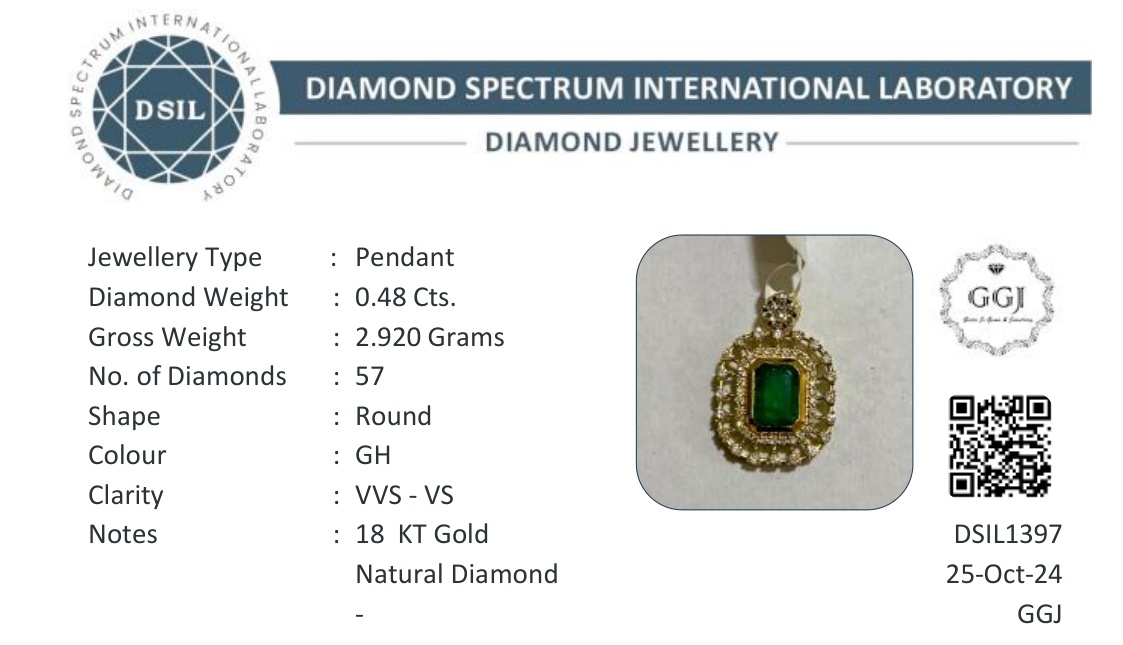 DIAMOND SPECTRUM INTERNATIONAL LABORATORY
DSIL
DIAMOND SPECTRUM INTERNATIONAL LABORATORY
DIAMOND JEWELLERY
Jewellery Type : Pendant
Diamond Weight : 0.48 Cts.
Gross Weight : 2.920 Grams
No. of Diamonds : 57
Shape : Round
Colour : GH
Clarity : VVS - VS
Notes : 18 KT Gold
Natural Diamond
-
GGJ
DSIL1397
25-Oct-24
GGJ